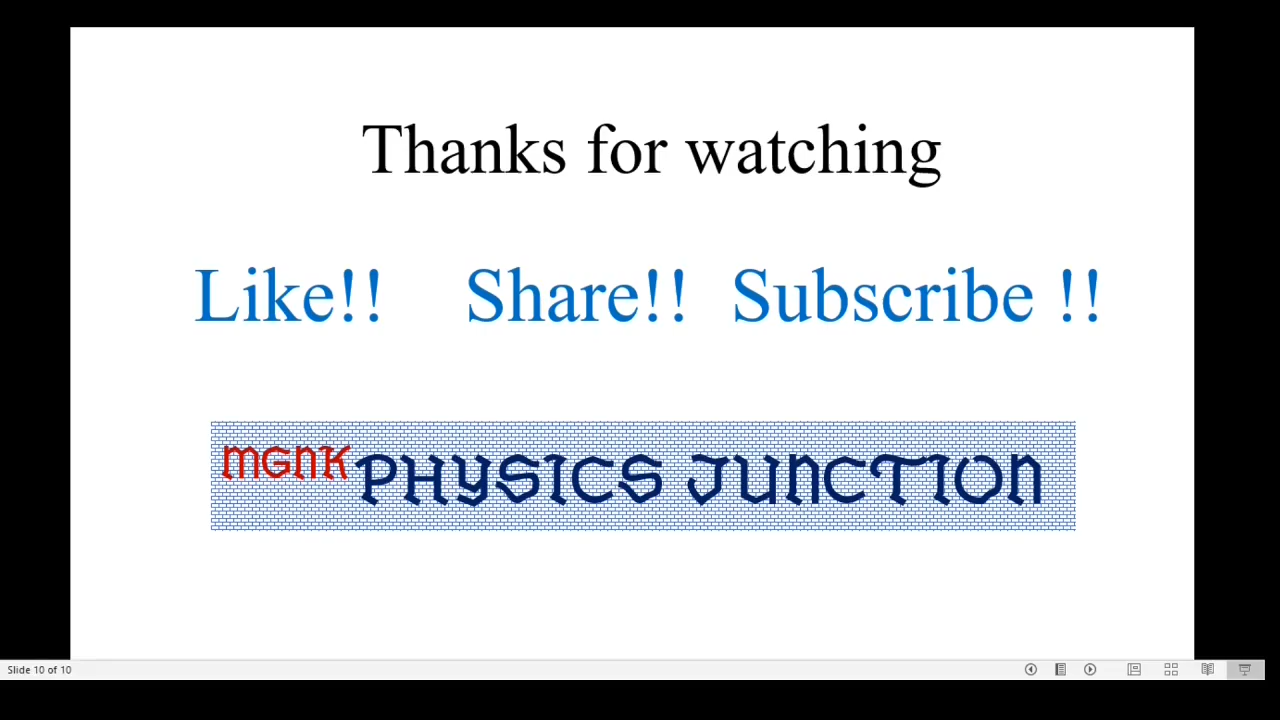 Thanks for watching
Like!! Share!! Subscribe !!
MGNK PHYSICS JUNCTION
Slide 10 of 10